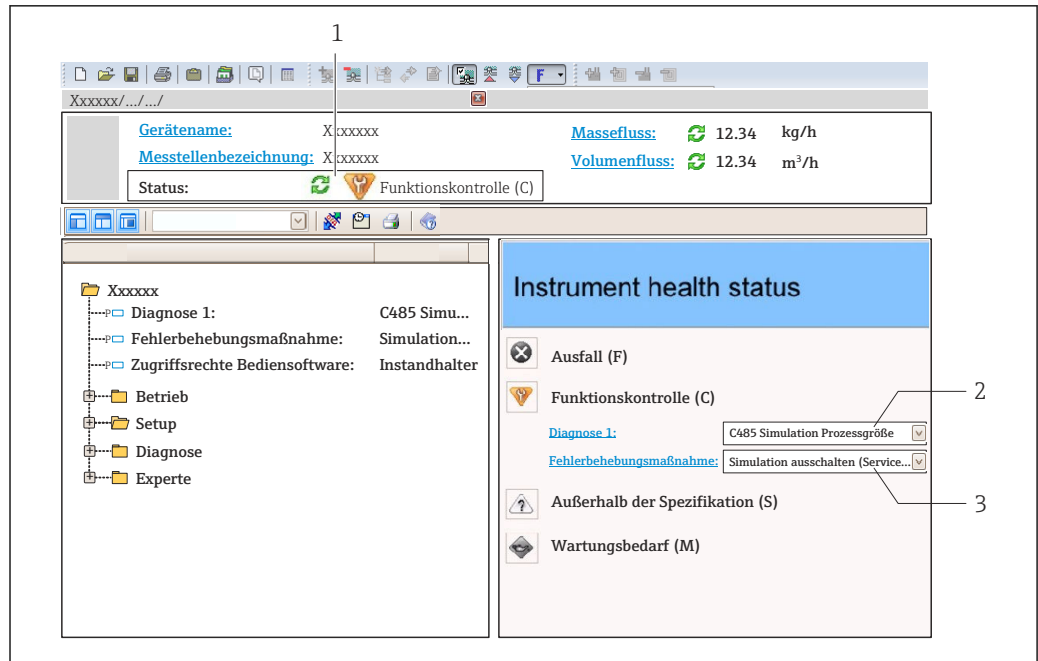 1
F
Xxxxxx/.../.../
Gerätename: Xxxxxxx
Massefluss: 12.34 kg/h
Messstellenbezeichnung: Xxxxxxx
Volumenfluss: 12.34 m³/h
Status: Funktionskontrolle (C)
Xxxxxx
P Diagnose 1: C485 Simu...
P Fehlerbehebungsmaßnahme: Simulation...
P Zugriffsrechte Bediensoftware: Instandhalter
Betrieb
Setup
Diagnose
Experte
Instrument health status
Ausfall (F)
Funktionskontrolle (C)
2
Diagnose 1: C485 Simulation Prozessgröße
Fehlerbehebungsmaßnahme: Simulation ausschalten (Service...
3
Außerhalb der Spezifikation (S)
Wartungsbedarf (M)